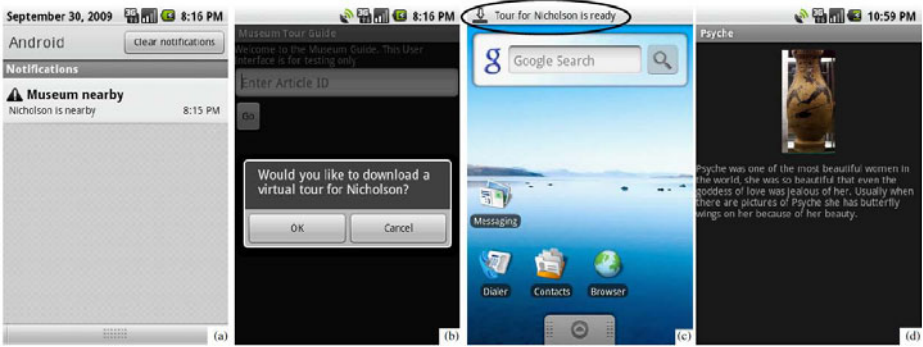 September 30, 2009
3G
8:16 PM
Android
Clear notifications
Notifications
Museum nearby
Nicholson is nearby
8:15 PM
(a)
3G
8:16 PM
Museum Tour Guide
Welcome to the Museum Guide. This User
Interface is for testing only
Enter Article ID
Go
Would you like to download a
virtual tour for Nicholson?
OK
Cancel
(b)
Tour for Nicholson is ready
g
Google Search
Messaging
Dialer
Contacts
Browser
(c)
3G
10:59 PM
Psyche
Psyche was one of the most beautiful women in
the world, she was so beautiful that even the
goddess of love was jealous of her. Usually when
there are pictures of Psyche she has butterfly
wings on her because of her beauty.
(d)